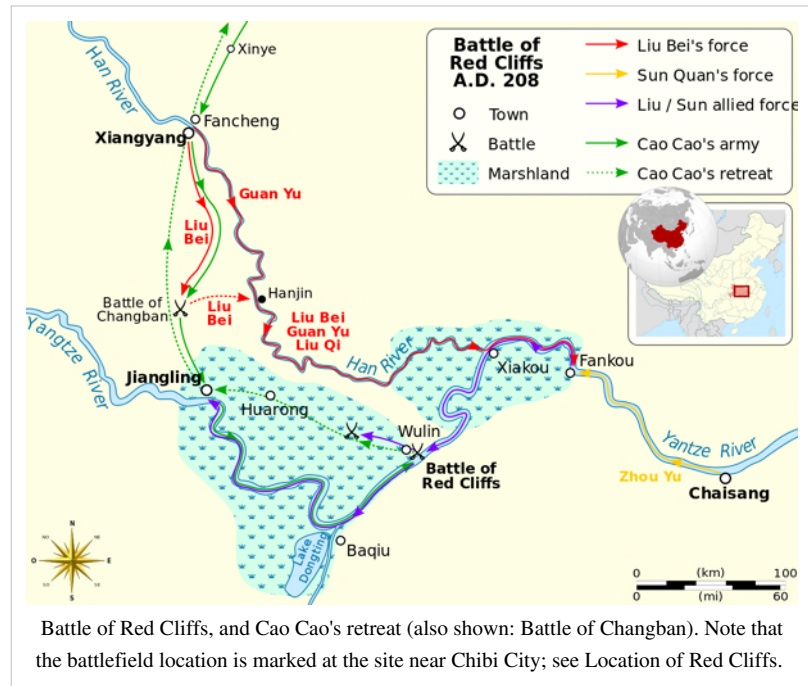 Xinye
Han River
Fancheng
Xiangyang
Guan Yu
Liu
Bei
Battle of
Changban
Liu
Bei
Hanjin
Liu Bei
Guan Yu
Liu Qi
Yangtze River
Han River
Jiangling
Huarong
Xiakou
Fankou
Wulin
Battle of
Red Cliffs
Yantze River
Zhou Yu
Chaisang
Lake
Dongting
Baqiu
Battle of
Red Cliffs
A.D. 208
Town
Battle
Marshland
Liu Bei's force
Sun Quan's force
Liu / Sun allied force
Cao Cao's army
Cao Cao's retreat
N
NO
NE
O
E
SO
SE
S
0 (km) 100
0 (mi) 60
Battle of Red Cliffs, and Cao Cao's retreat (also shown: Battle of Changban). Note that
the battlefield location is marked at the site near Chibi City; see Location of Red Cliffs.